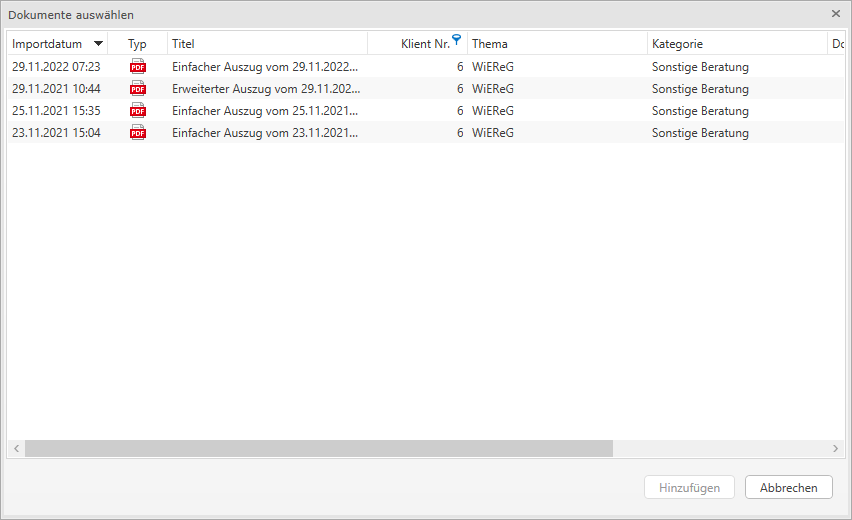 Dokumente auswählen
Importdatum Typ Titel Klient Nr. Thema Kategorie Do
29.11.2022 07:23 PDF Einfacher Auszug vom 29.11.2022... 6 WiEReG Sonstige Beratung
29.11.2021 10:44 PDF Erweiterter Auszug vom 29.11.202... 6 WiEReG Sonstige Beratung
25.11.2021 15:35 PDF Einfacher Auszug vom 25.11.2021... 6 WiEReG Sonstige Beratung
23.11.2021 15:04 PDF Einfacher Auszug vom 23.11.2021... 6 WiEReG Sonstige Beratung
Hinzufügen Abbrechen